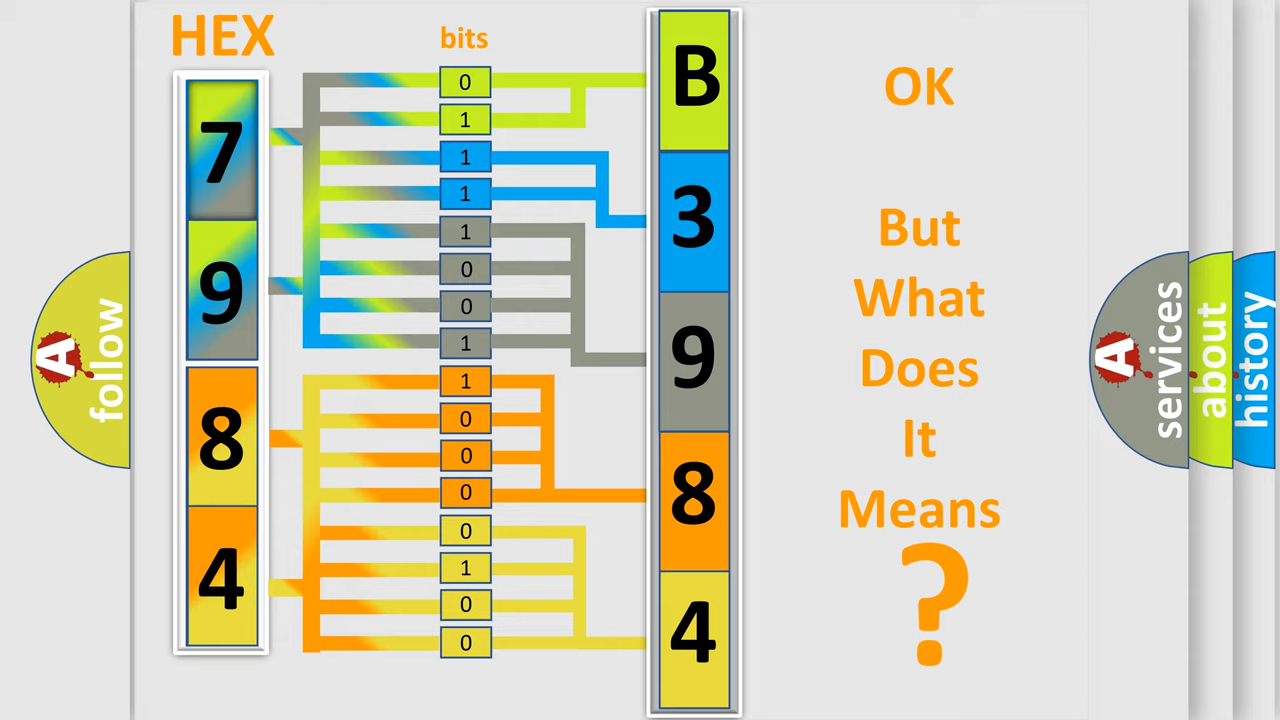 HEX
bits
7
9
8
4
0
1
1
1
1
0
0
1
1
0
0
0
0
1
0
0
B
3
9
8
4
OK
But
What
Does
It
Means
?
A
follow
A
services
about
history